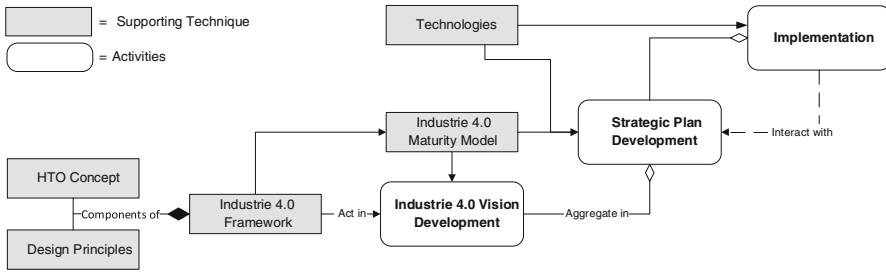 = Supporting Technique
= Activities
Technologies
Implementation
Industrie 4.0
Maturity Model
Strategic Plan
Development
Interact with
HTO Concept
Components of
Design Principles
Industrie 4.0
Framework
Act in
Industrie 4.0 Vision
Development
Aggregate in